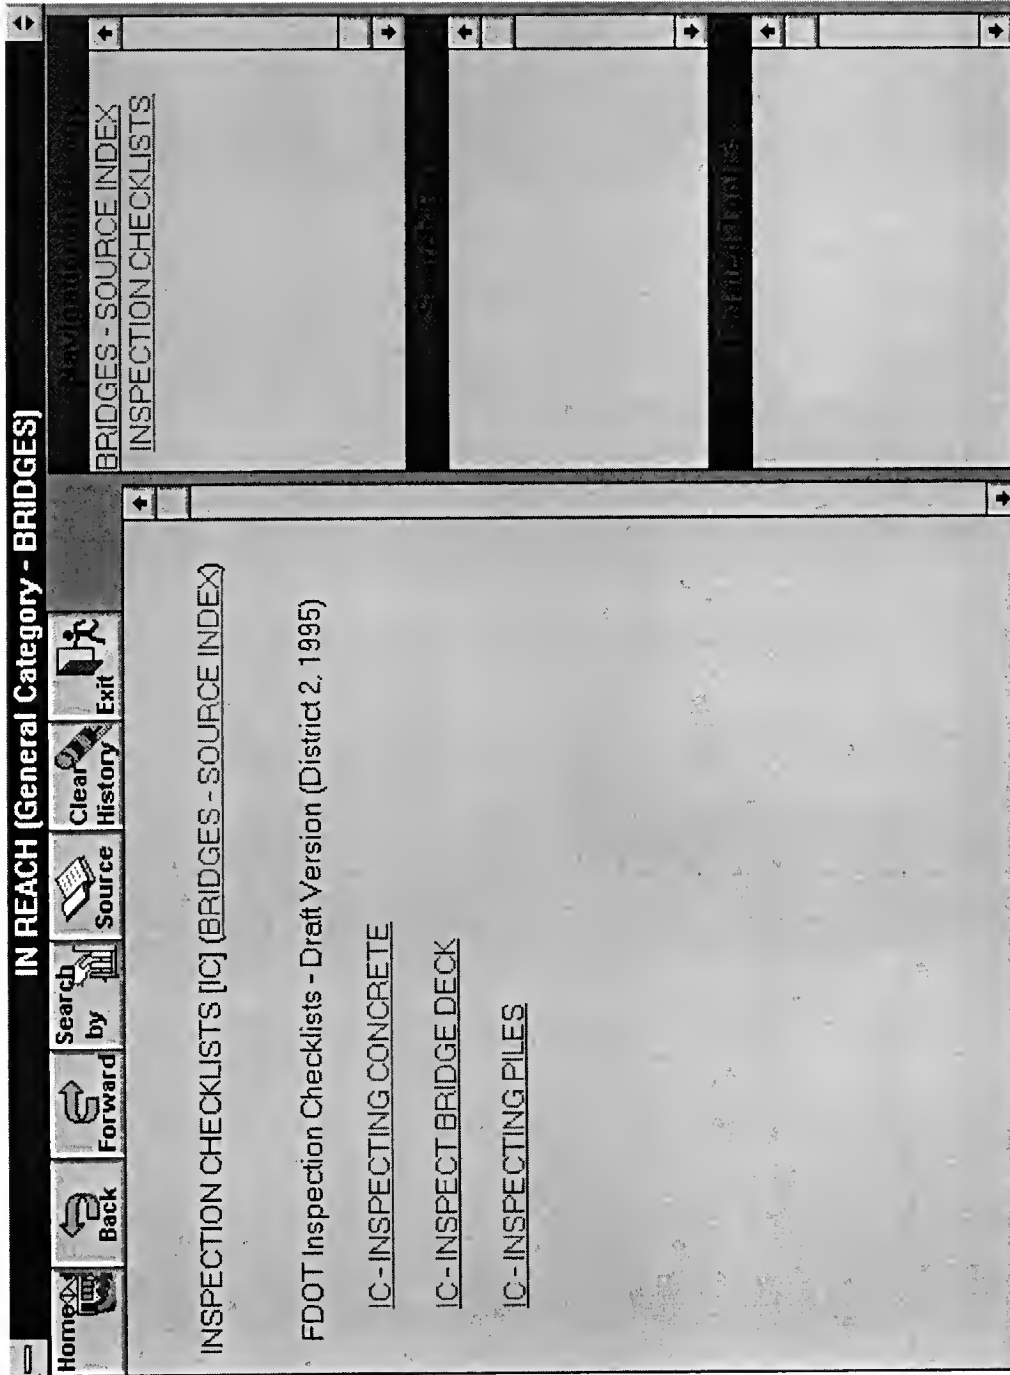 IN REACH (General Category - BRIDGES)
Home
Back
Forward
Search
by
Source
Clear
History
Exit
INSPECTION CHECKLISTS [IC] (BRIDGES - SOURCE INDEX)
FDOT Inspection Checklists - Draft Version (District 2, 1995)
IC - INSPECTING CONCRETE
IC - INSPECT BRIDGE DECK
IC - INSPECTING PILES
BRIDGES - SOURCE INDEX
INSPECTION CHECKLISTS